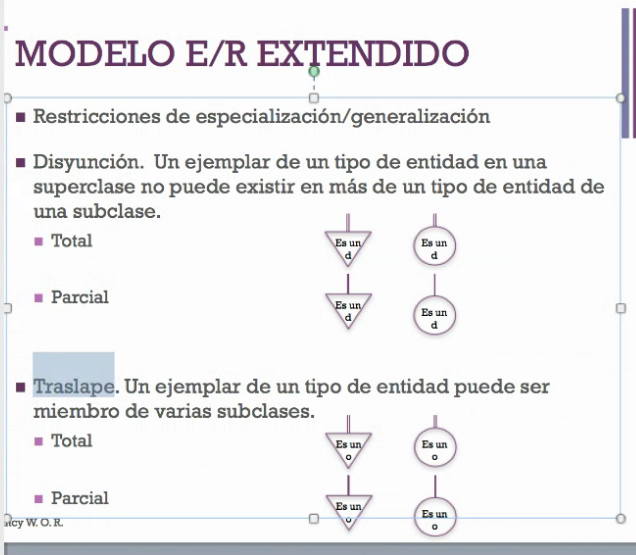 MODELO E/R EXTENDIDO
Restricciones de especialización/generalización
Disyunción. Un ejemplar de un tipo de entidad en una
superclase no puede existir en más de un tipo de entidad de
una subclase.
Total
Es un
d
Es un
d
Parcial
Es un
d
Es un
d
Traslape. Un ejemplar de un tipo de entidad puede ser
miembro de varias subclases.
Total
Es un
o
Es un
o
Parcial
Es un
o
Es un
o
W. O. R.